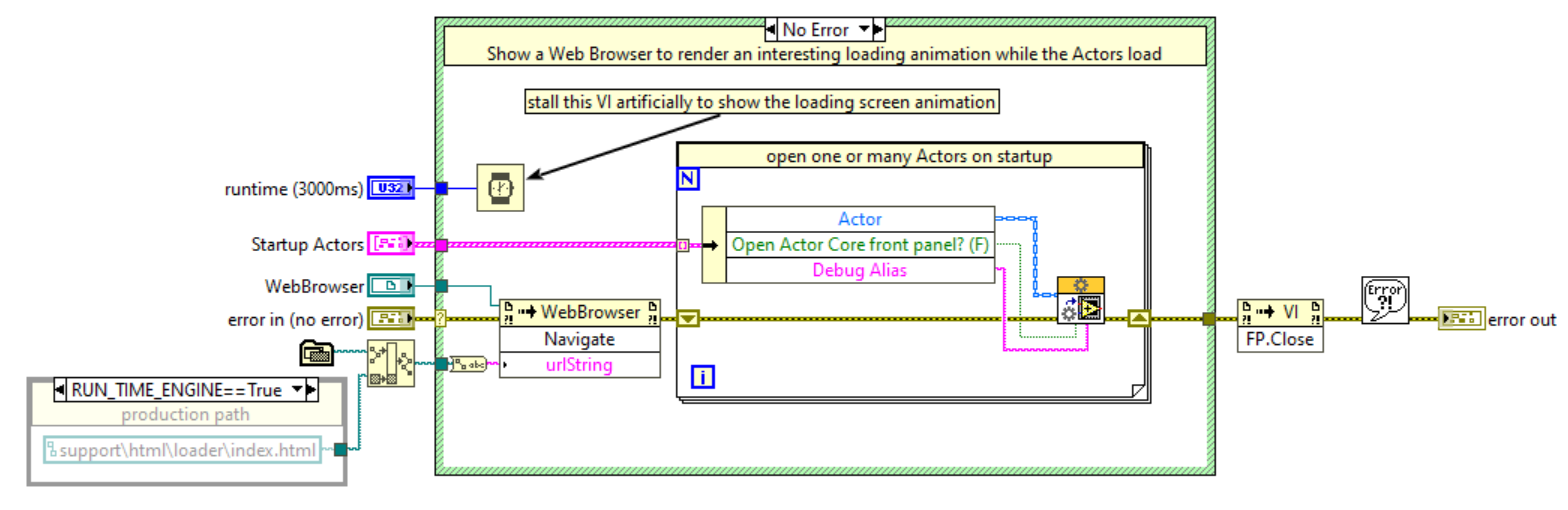 No Error
Show a Web Browser to render an interesting loading animation while the Actors load
stall this VI artificially to show the loading screen animation
open one or many Actors on startup
N
runtime (3000ms)
U32
Actor
Startup Actors
Open Actor Core front panel? (F)
Debug Alias
WebBrowser
error in (no error)
?
WebBrowser
Navigate
urlString
abc
i
VI
FP.Close
Error
?!
error out
RUN_TIME_ENGINE==True
production path
support\html\loader\index.html